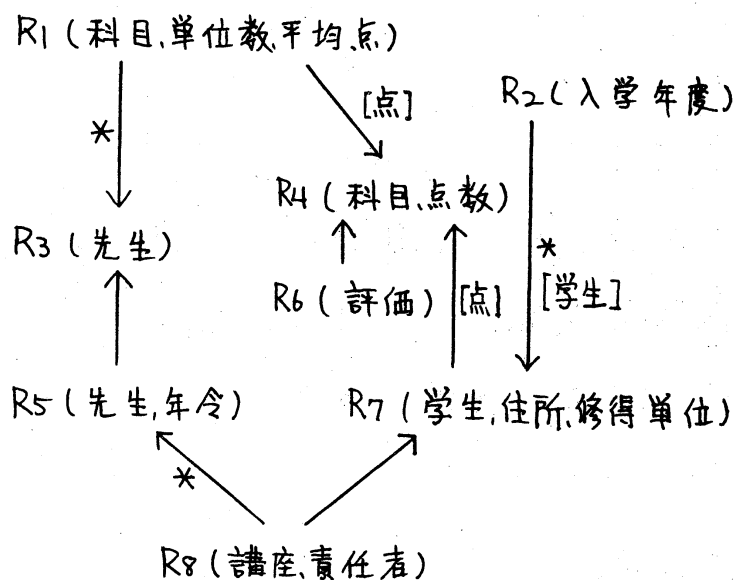 R1(科目、単位数、平均点)
[点]
R2(入学年度)
*
R4(科目、点数)
R3(先生)
*
R6(評価)
[点]
[学生]
R5(先生,年令)
R7(学生,住所,修得単位)
*
R8(講座、責任者)